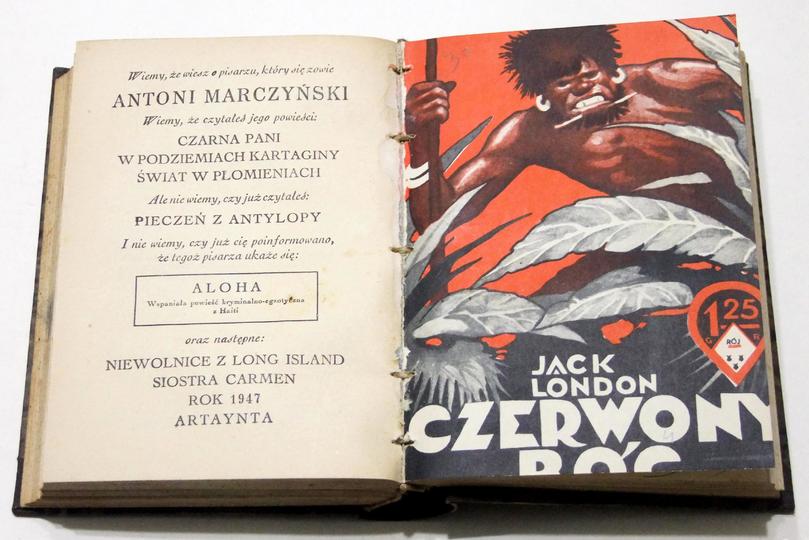 Wiemy, że wiesz o pisarzu, który się zowie
ANTONI MARCZYŃSKI
Wiemy, że czytałeś jego powieści:
CZARNA PANI
W PODZIEMIACH KARTAGINY
ŚWIAT W PŁOMIENIACH
Ale nie wiemy, czy już czytałeś:
PIECZEŃ Z ANTYLOPY
I nie wiemy, czy już cię poinformowano,
że tegoż pisarza ukaże się:
ALOHA
Wspaniała powieść kryminalno-egzotyczna
z Haiti
oraz następne:
NIEWOLNICE Z LONG ISLAND
SIOSTRA CARMEN
ROK 1947
ARTAYNTA
1 25
G R
RÓJ
JACK
LONDON
CZERWONY
BÓG